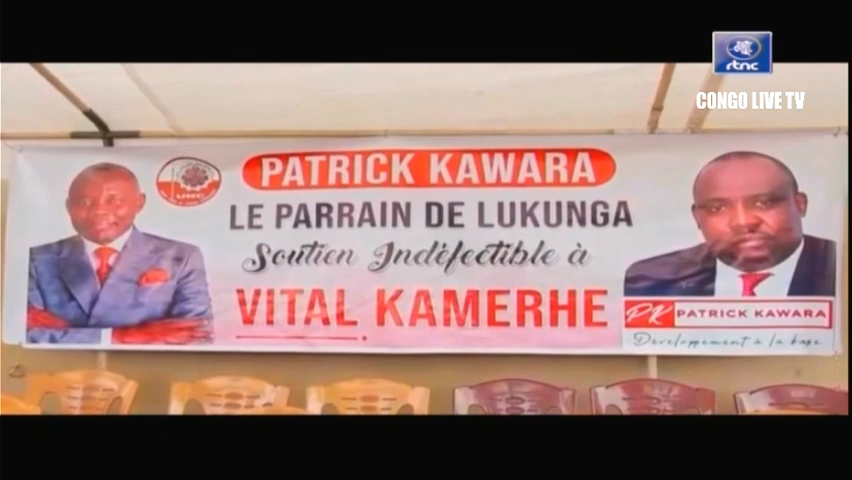 rtnc
CONGO LIVE TV
UNC
PATRICK KAWARA
LE PARRAIN DE LUKUNGA
Soutien Indéfectible à
VITAL KAMERHE
PK PATRICK KAWARA
Développement à la base